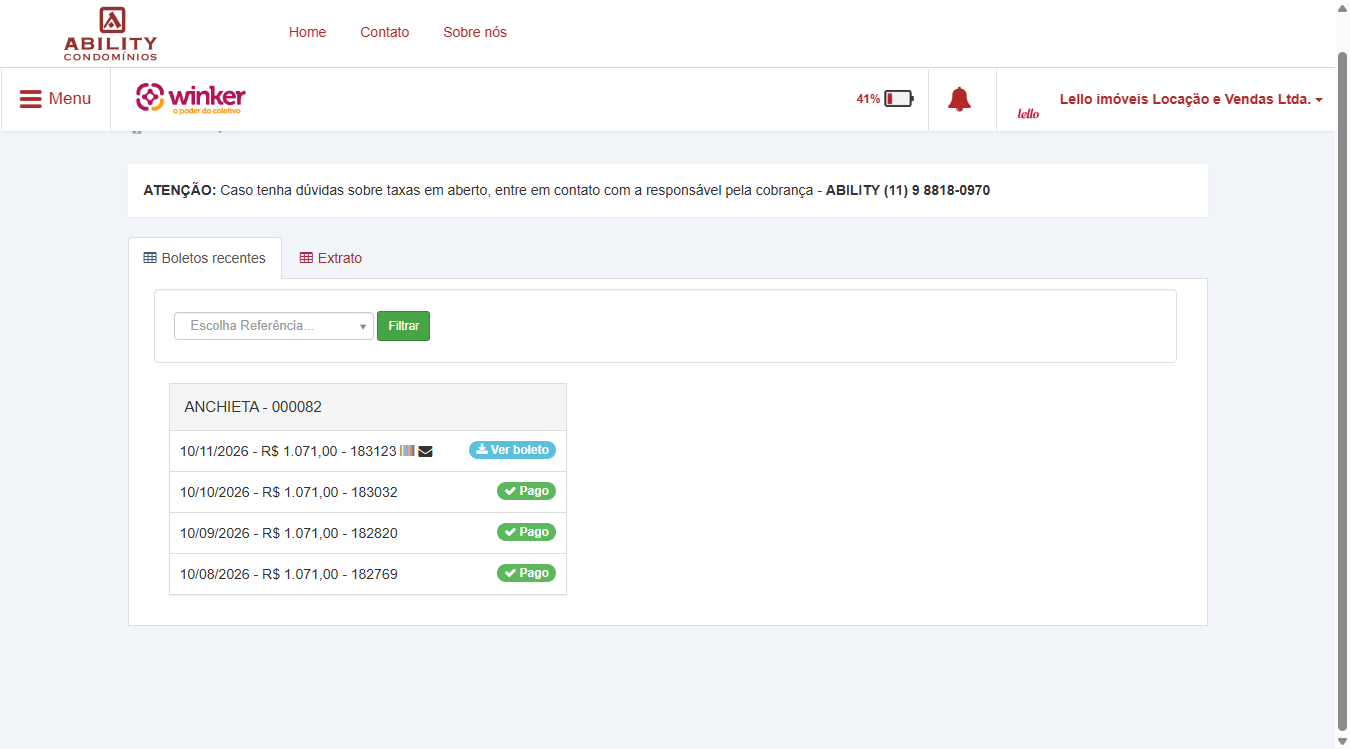 ABILITY
CONDOMÍNIOS
Home Contato Sobre nós
Menu
winker
o poder do coletivo
41%
lello
Lello imóveis Locação e Vendas Ltda.
ATENÇÃO: Caso tenha dúvidas sobre taxas em aberto, entre em contato com a responsável pela cobrança - ABILITY (11) 9 8818-0970
Boletos recentes Extrato
Escolha Referência... Filtrar
ANCHIETA - 000082
10/11/2026 - R$ 1.071,00 - 183123 Ver boleto
10/10/2026 - R$ 1.071,00 - 183032 Pago
10/09/2026 - R$ 1.071,00 - 182820 Pago
10/08/2026 - R$ 1.071,00 - 182769 Pago